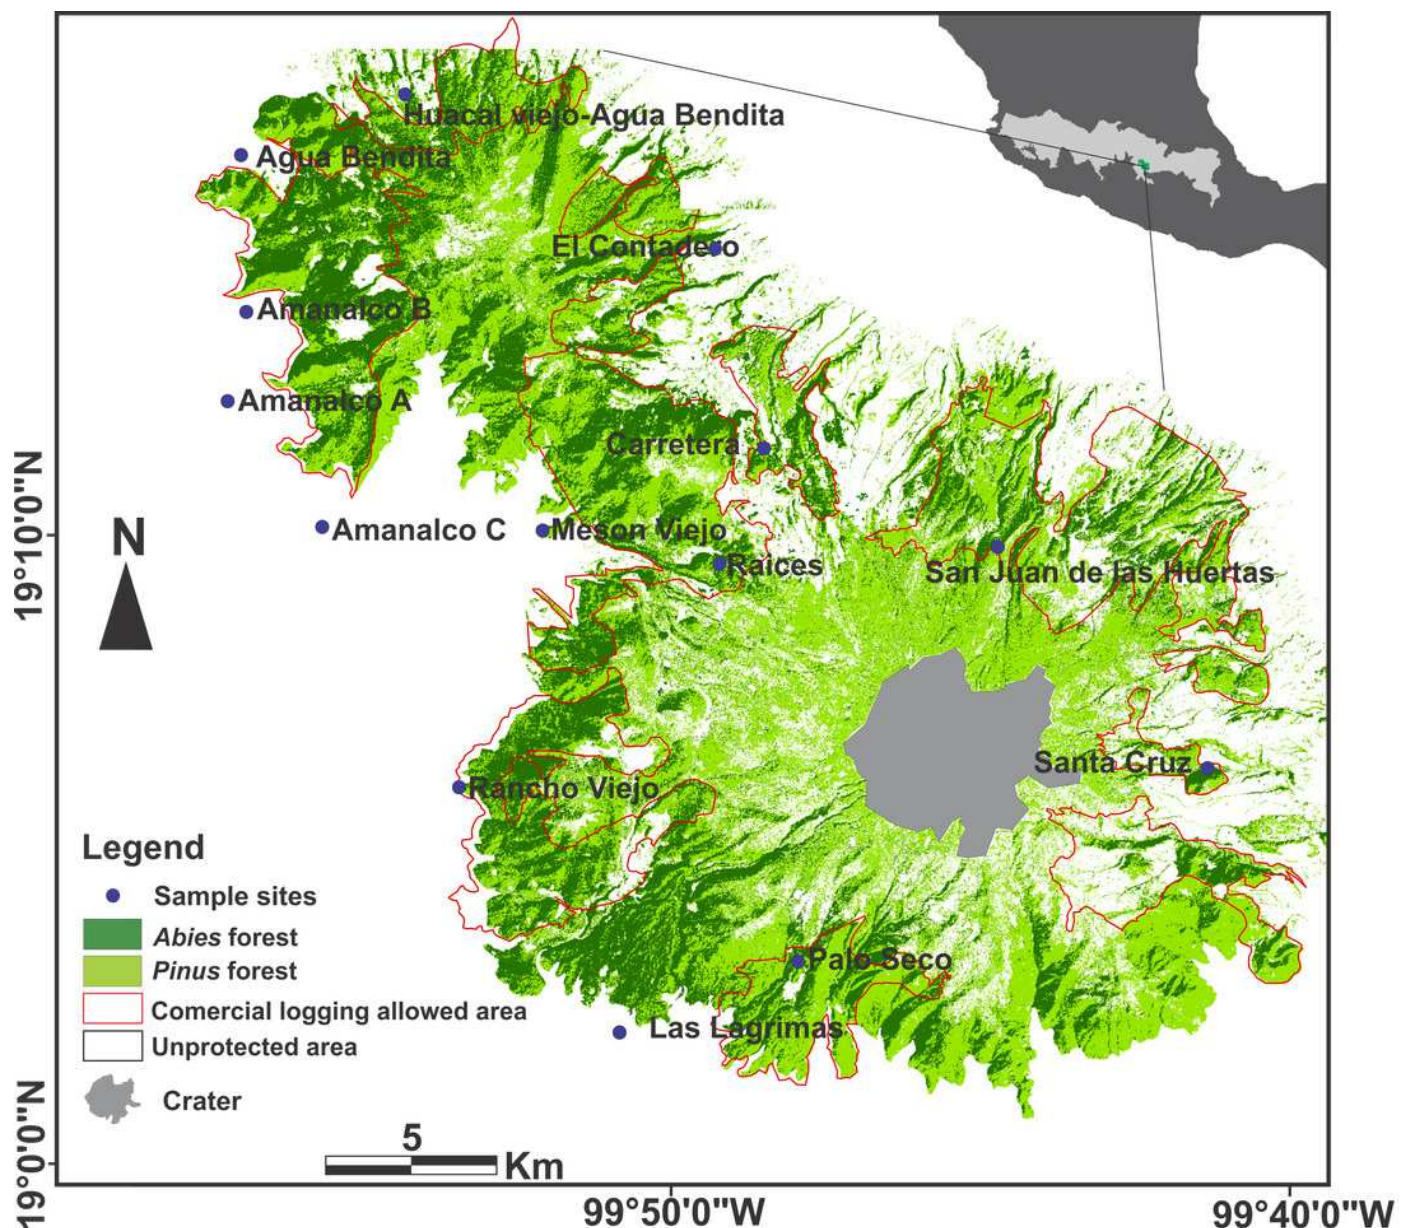 Huacal viejo-Agua Bendita
Agua Bendita
El Contadero
Amanalco B
Amanalco A
Carretera
19°10'0"N
N
Amanalco C
Meson Viejo
Raices
San Juan de las Huertas
Santa Cruz
Rancho Viejo
Legend
Sample sites
Abies forest
Pinus forest
Comercial logging allowed area
Unprotected area
Crater
Palo Seco
Las Lagrimas
19°0'0"N
5
Km
99°50'0"W
99°40'0"W